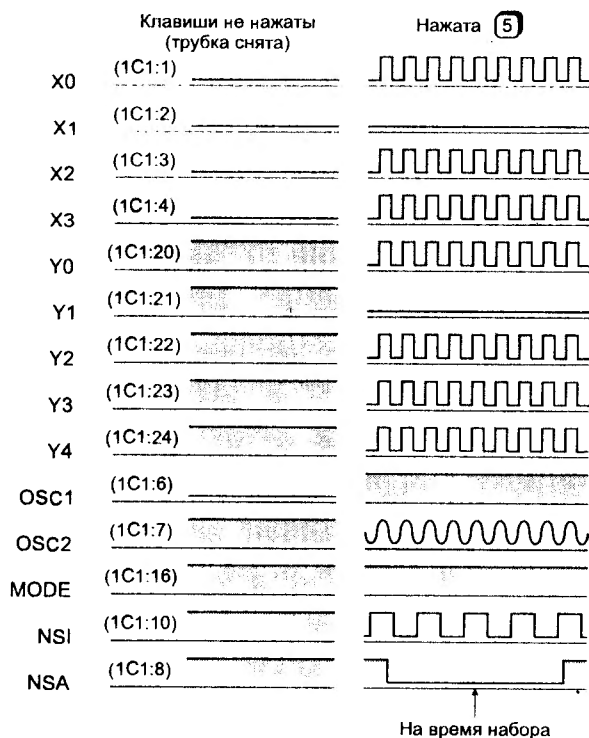 Клавиши не нажаты
(трубка снята)
Нажата 5
X0 (1C1:1)
X1 (1C1:2)
X2 (1C1:3)
X3 (1C1:4)
Y0 (1C1:20)
Y1 (1C1:21)
Y2 (1C1:22)
Y3 (1C1:23)
Y4 (1C1:24)
OSC1 (1C1:6)
OSC2 (1C1:7)
MODE (1C1:16)
NSI (1C1:10)
NSA (1C1:8)
На время набора